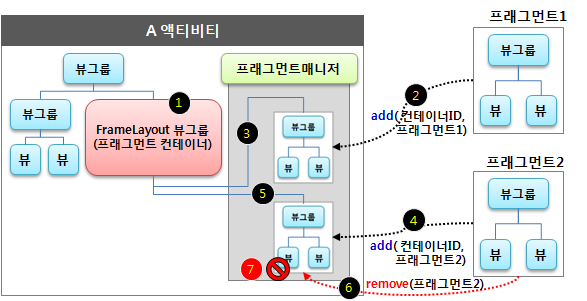 프래그먼트1
A 액티비티
뷰그룹
뷰그룹
프래그먼트매니저
1
2
뷰그룹
뷰
뷰
FrameLayout 뷰그룹
(프래그먼트 컨테이너)
뷰
뷰
3
뷰그룹
뷰
뷰
add(컨테이너ID,
프래그먼트1)
프래그먼트2
5
뷰그룹
4
뷰그룹
뷰
뷰
add(컨테이너ID,
프래그먼트2)
7
뷰
뷰
6
remove(프래그먼트2)